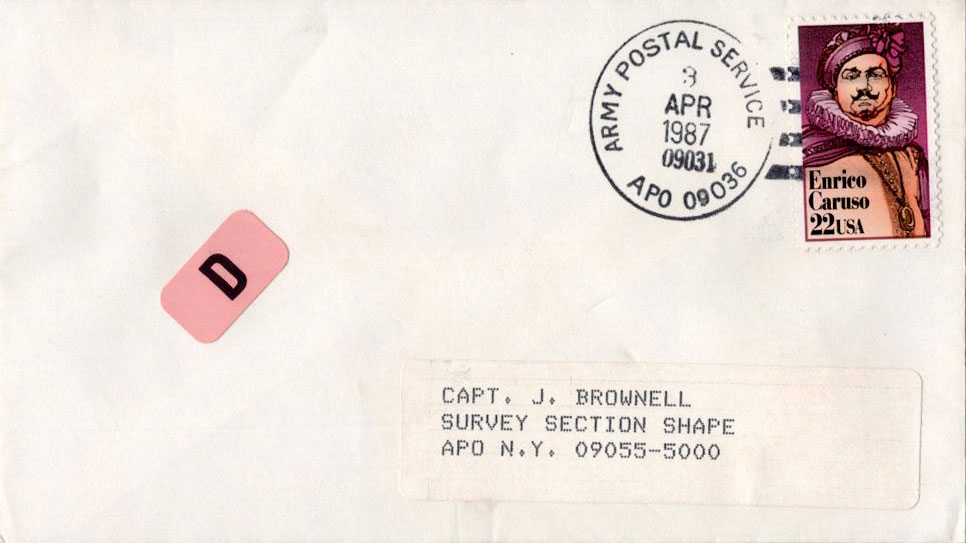 ARMY POSTAL SERVICE
3
APR
1987
09031
APO 09036
Enrico
Caruso
22USA
D
CAPT. J. BROWNELL
SURVEY SECTION SHAPE
APO N.Y. 09055-5000